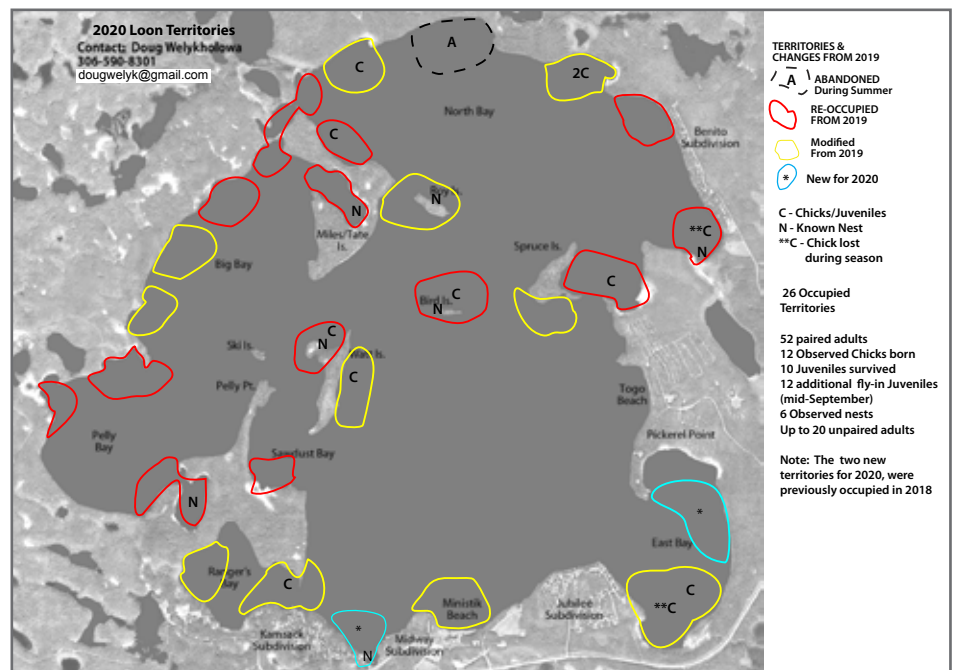 2020 Loon Territories
Contact: Doug Welykholowa
306-590-8301
dougwelyk@gmail.com
A
C
2C
North Bay
Benito
Subdivision
C
Roy Is.
N
N
Miles/Tate
Is.
**C
N
Spruce Is.
Big Bay
C
C
Bird Is.
N
C
N
Ski Is.
Watt Is.
C
Pelly Pt.
Togo
Beach
Pelly
Bay
Pickerel Point
Sawdust Bay
N
*
East Bay
Ranger's
Bay
C
C
**C
Ministik
Beach
Jubilee
Subdivision
Kamsack
Subdivision
*
N
Midway
Subdivision
TERRITORIES &
CHANGES FROM 2019
A
ABANDONED
During Summer
RE-OCCUPIED
FROM 2019
Modified
From 2019
*
New for 2020
C - Chicks/Juveniles
N - Known Nest
**C - Chick lost
during season
26 Occupied
Territories
52 paired adults
12 Observed Chicks born
10 Juveniles survived
12 additional fly-in Juveniles
(mid-September)
6 Observed nests
Up to 20 unpaired adults
Note: The two new
territories for 2020, were
previously occupied in 2018